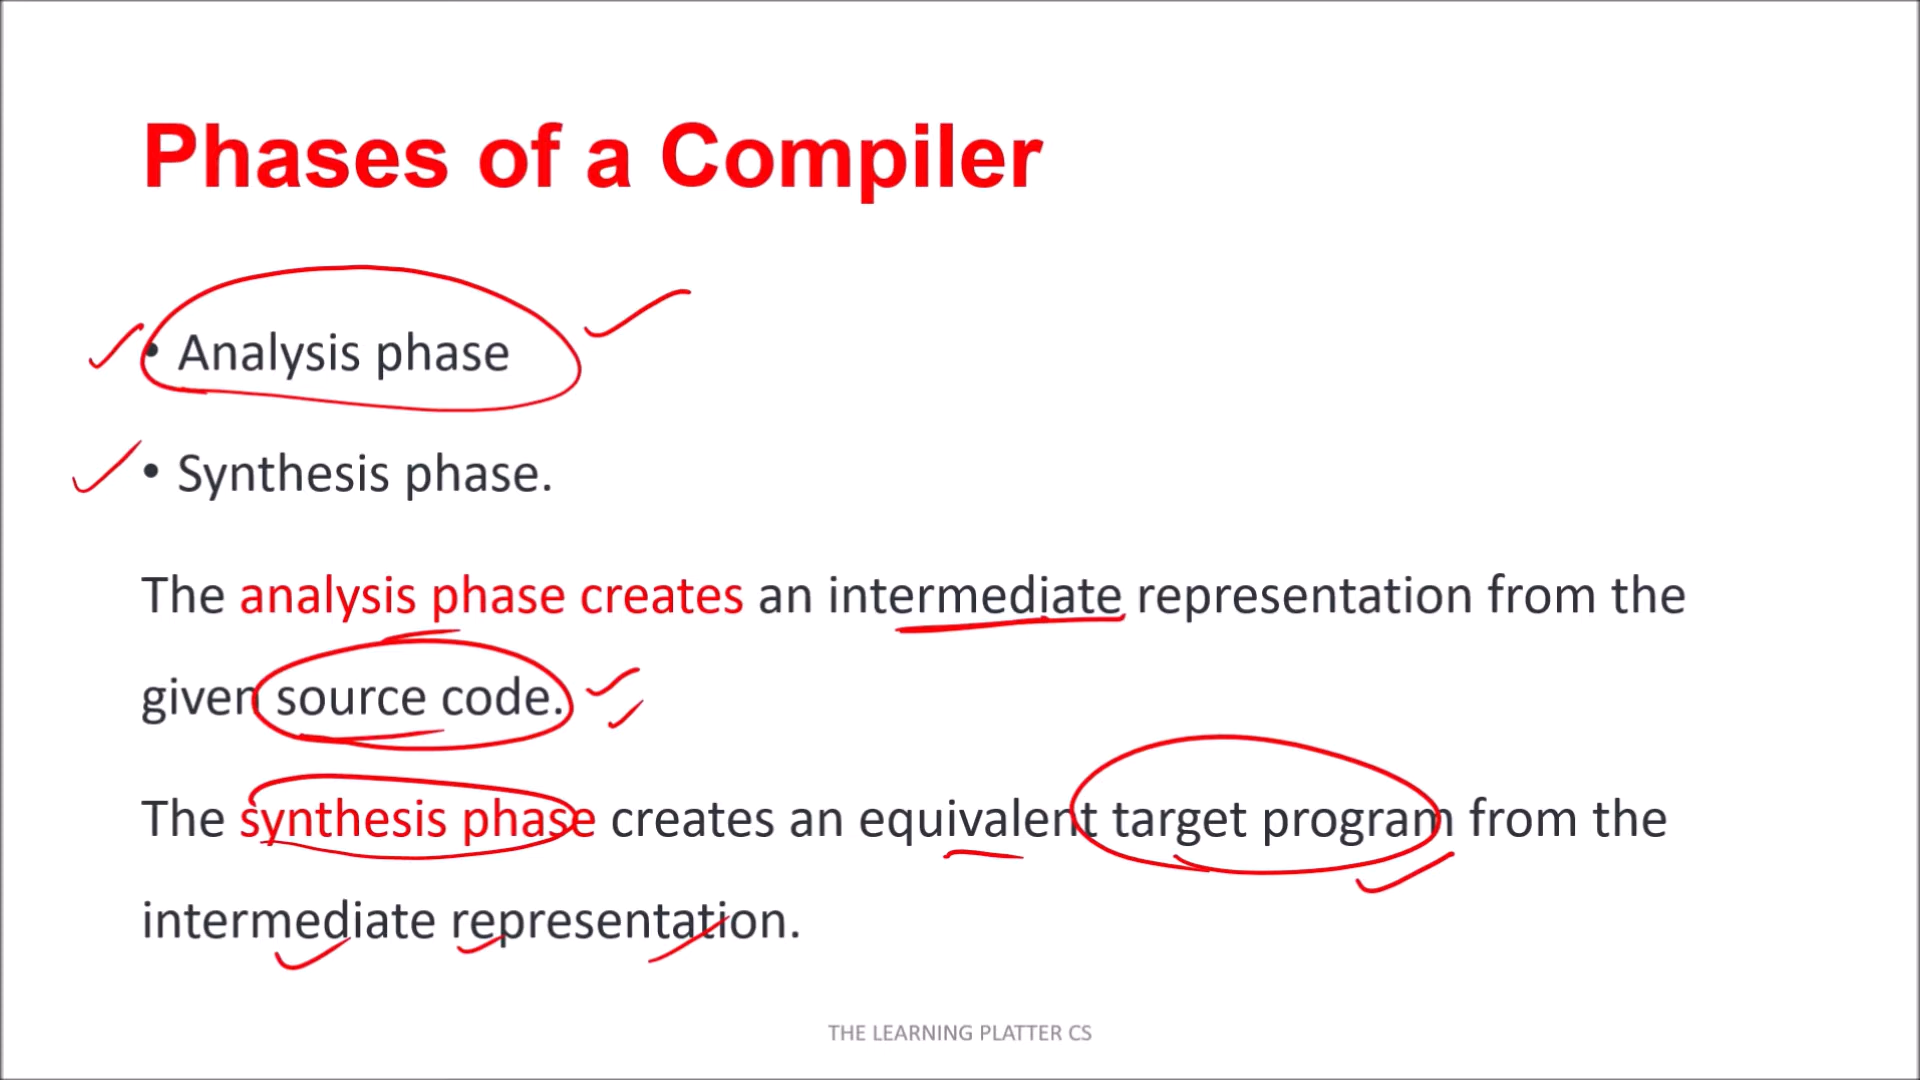 Phases of a Compiler
• Analysis phase
• Synthesis phase.
The analysis phase creates an intermediate representation from the
given source code.
The synthesis phase creates an equivalent target program from the
intermediate representation.
THE LEARNING PLATTER CS